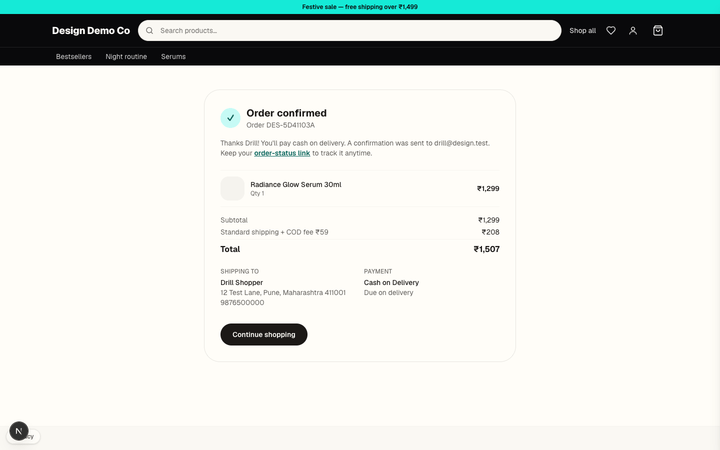 Festive sale — free shipping over ₹1,499
Design Demo Co
Search products...
Shop all
Bestsellers
Night routine
Serums
Order confirmed
Order DES-5D41103A
Thanks Drill! You'll pay cash on delivery. A confirmation was sent to drill@design.test.
Keep your order-status link to track it anytime.
Radiance Glow Serum 30ml
₹1,299
Qty 1
Subtotal
₹1,299
Standard shipping + COD fee ₹59
₹208
Total
₹1,507
SHIPPING TO
Drill Shopper
12 Test Lane, Pune, Maharashtra 411001
9876500000
PAYMENT
Cash on Delivery
Due on delivery
Continue shopping
N